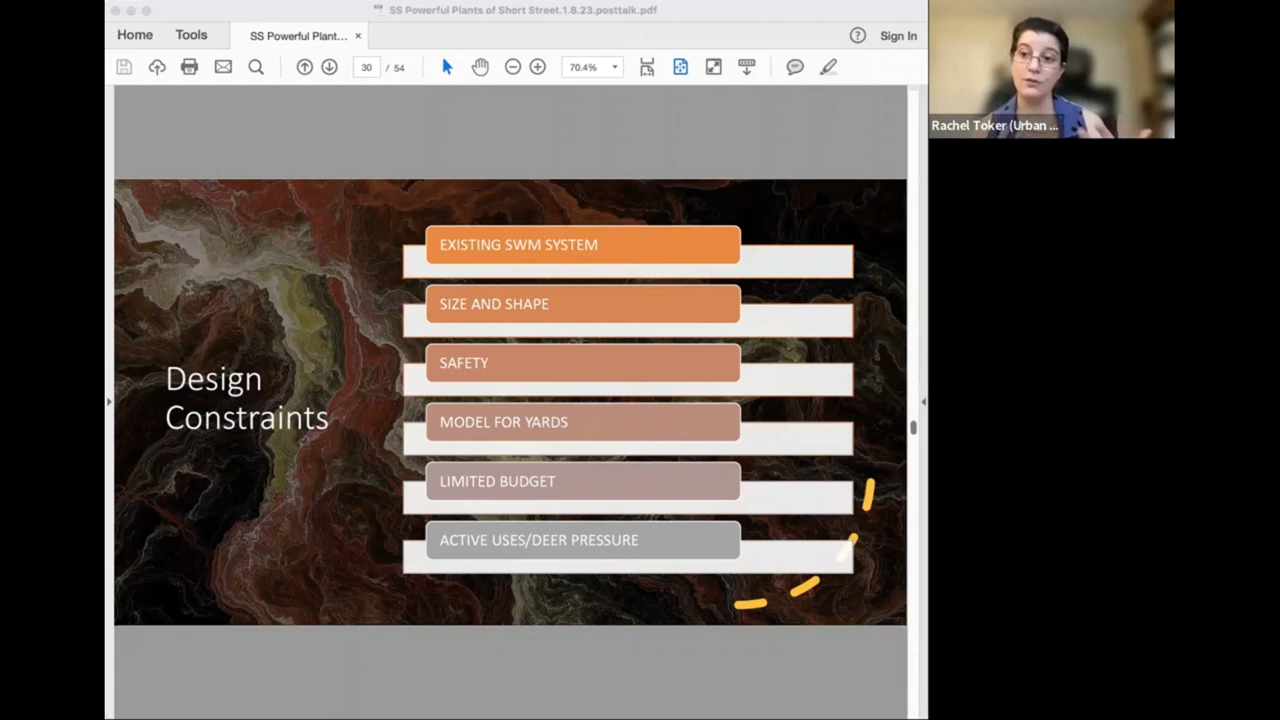 SS Powerful Plants of Short Street.1.8.23.posttalk.pdf
Home Tools SS Powerful Plant... × ? Sign In
30 / 54 70.4%
Rachel Toker (Urban ...
Design
Constraints
EXISTING SWM SYSTEM
SIZE AND SHAPE
SAFETY
MODEL FOR YARDS
LIMITED BUDGET
ACTIVE USES/DEER PRESSURE